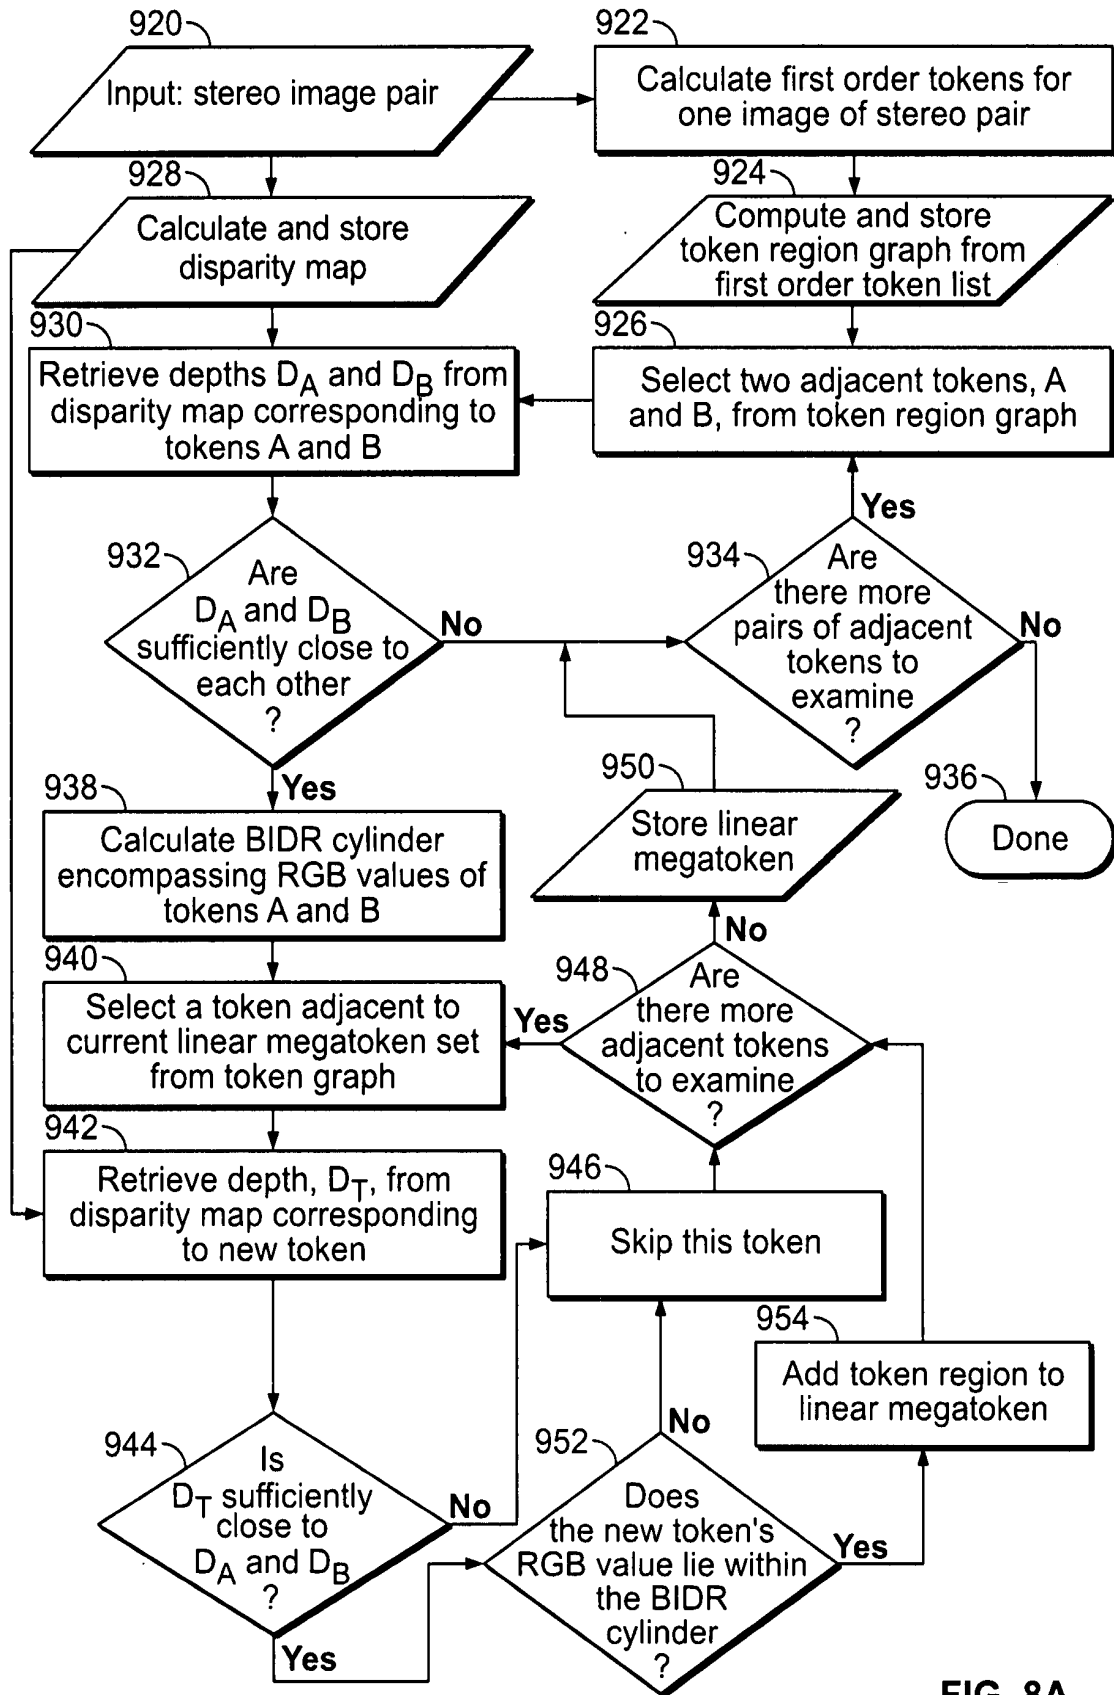 920
Input: stereo image pair
922
Calculate first order tokens for
one image of stereo pair
928
Calculate and store
disparity map
924
Compute and store
token region graph from
first order token list
930
Retrieve depths DA and DB from
disparity map corresponding to
tokens A and B
926
Select two adjacent tokens, A
and B, from token region graph
932
Are
DA and DB
sufficiently close to
each other
?
No
Yes
934
Are
there more
pairs of adjacent
tokens to
examine
?
Yes
No
936
Done
938
Calculate BIDR cylinder
encompassing RGB values of
tokens A and B
950
Store linear
megatoken
940
Select a token adjacent to
current linear megatoken set
from token graph
948
Are
there more
adjacent tokens
to examine
?
No
Yes
942
Retrieve depth, DT, from
disparity map corresponding
to new token
946
Skip this token
954
Add token region to
linear megatoken
944
Is
DT sufficiently
close to
DA and DB
?
No
Yes
952
Does
the new token's
RGB value lie within
the BIDR
cylinder
?
No
Yes
FIG. 8A